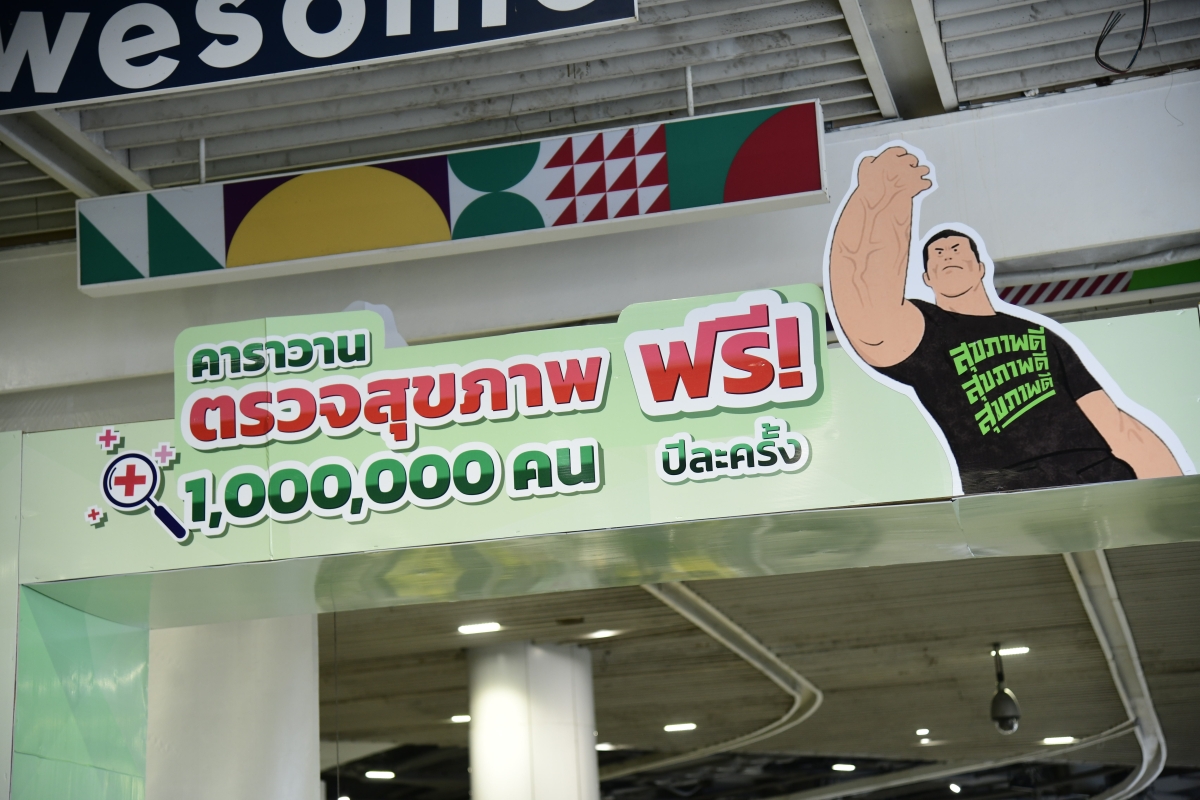 wesome
คาราวาน
ตรวจสุขภาพ ฟรี!
1,000,000 คน ปีละครั้ง
สุขภาพดี
สุขภาพดี
สุขภาพดี